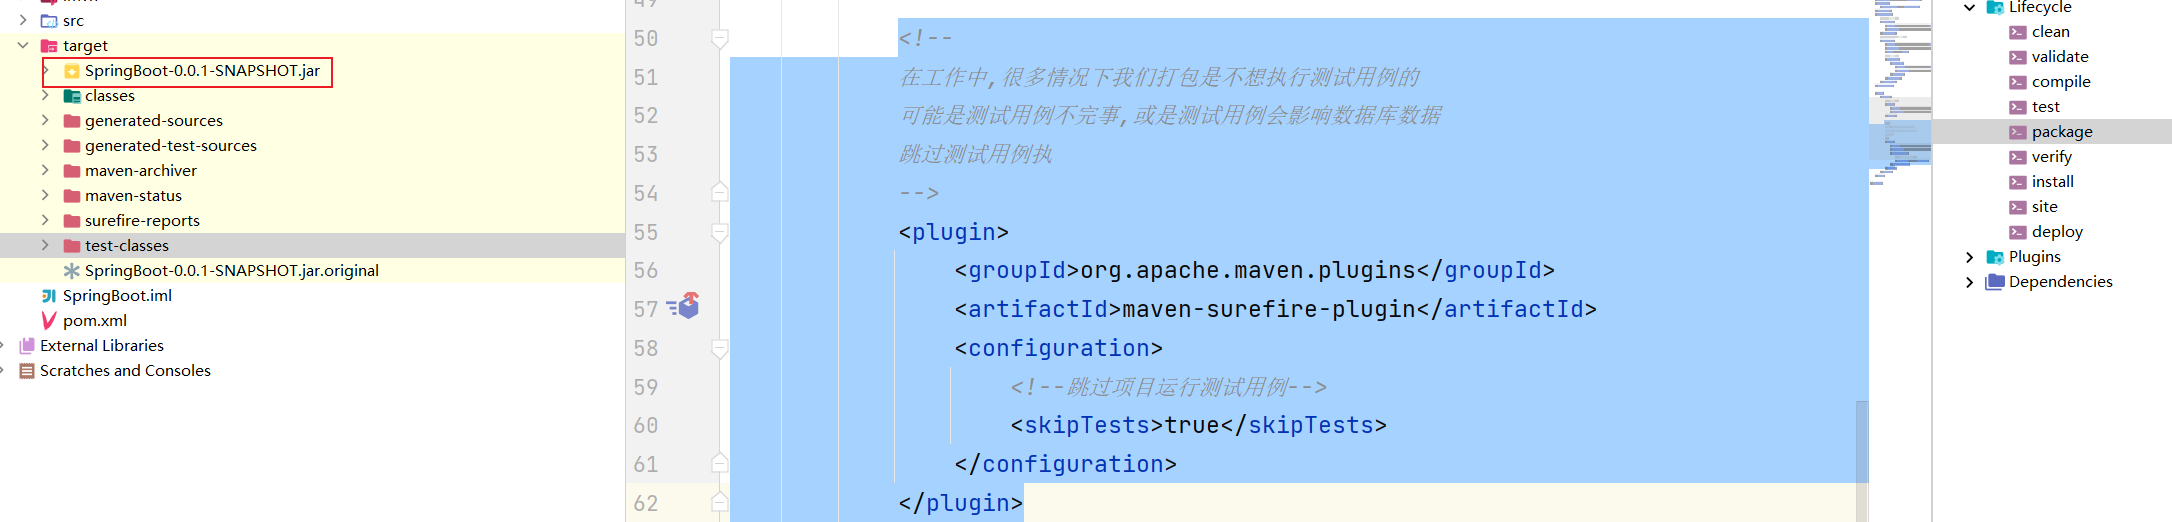 src
target
SpringBoot-0.0.1-SNAPSHOT.jar
classes
generated-sources
generated-test-sources
maven-archiver
maven-status
surefire-reports
test-classes
SpringBoot-0.0.1-SNAPSHOT.jar.original
SpringBoot.iml
pom.xml
External Libraries
Scratches and Consoles
50 <!--
51 在工作中,很多情况下我们打包是不想执行测试用例的
52 可能是测试用例不完事,或是测试用例会影响数据库数据
53 跳过测试用例执
54 -->
55 <plugin>
56 <groupId>org.apache.maven.plugins</groupId>
57 <artifactId>maven-surefire-plugin</artifactId>
58 <configuration>
59 <!--跳过项目运行测试用例-->
60 <skipTests>true</skipTests>
61 </configuration>
62 </plugin>
Lifecycle
clean
validate
compile
test
package
verify
install
site
deploy
Plugins
Dependencies